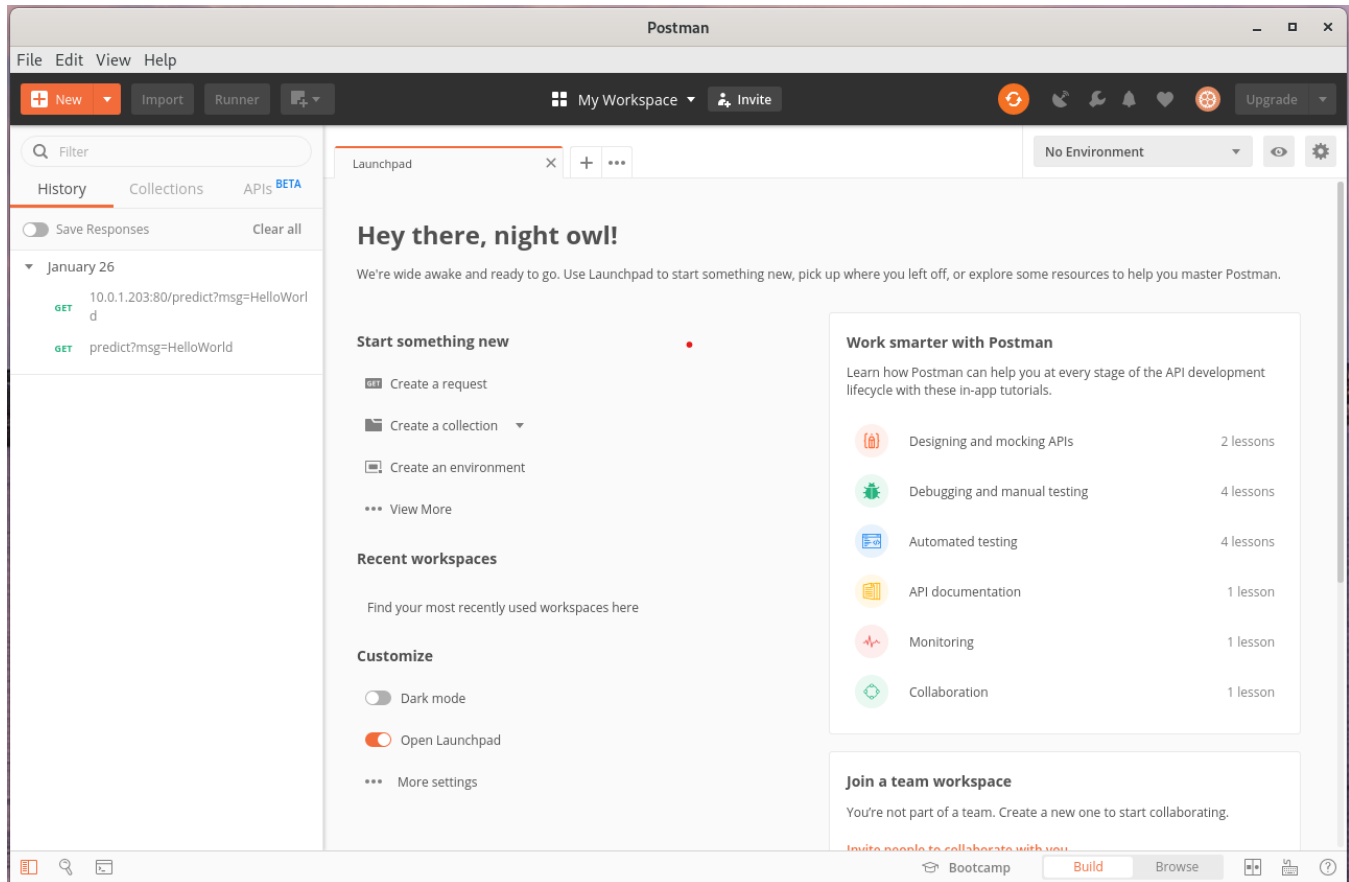 Postman
File Edit View Help
New
Import
Runner
My Workspace
Invite
Upgrade
Filter
History
Collections
APIs BETA
Save Responses
Clear all
January 26
GET 10.0.1.203:80/predict?msg=HelloWorl
d
GET predict?msg=HelloWorld
Launchpad
No Environment
Hey there, night owl!
We're wide awake and ready to go. Use Launchpad to start something new, pick up where you left off, or explore some resources to help you master Postman.
Start something new
GET Create a request
Create a collection
Create an environment
View More
Recent workspaces
Find your most recently used workspaces here
Customize
Dark mode
Open Launchpad
More settings
Work smarter with Postman
Learn how Postman can help you at every stage of the API development
lifecycle with these in-app tutorials.
Designing and mocking APIs 2 lessons
Debugging and manual testing 4 lessons
Automated testing 4 lessons
API documentation 1 lesson
Monitoring 1 lesson
Collaboration 1 lesson
Join a team workspace
You're not part of a team. Create a new one to start collaborating.
Invite people to collaborate with you
Bootcamp
Build
Browse